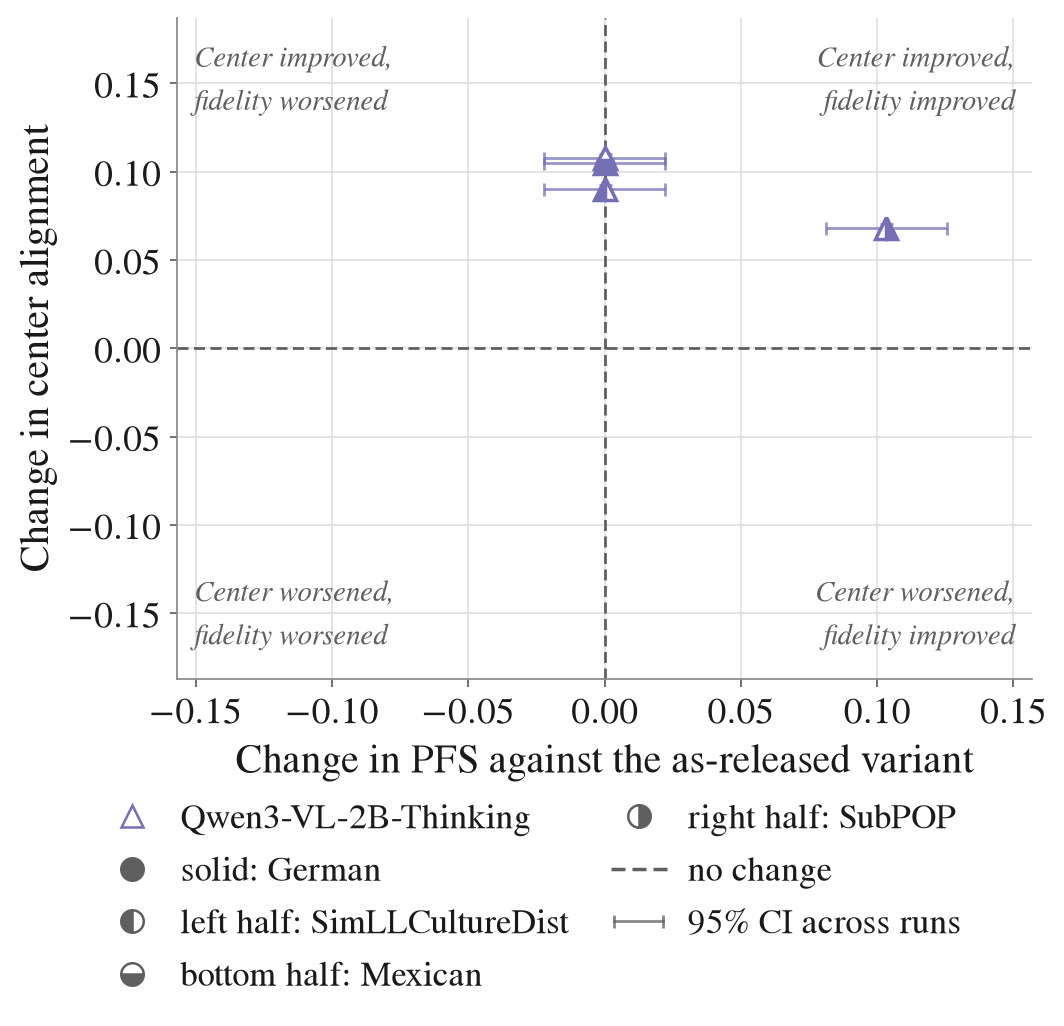 Center improved,
fidelity worsened
Center improved,
fidelity improved
0.15
0.10
0.05
0.00
−0.05
−0.10
−0.15
Change in center alignment
Center worsened,
fidelity worsened
Center worsened,
fidelity improved
−0.15
−0.10
−0.05
0.00
0.05
0.10
0.15
Change in PFS against the as-released variant
Qwen3-VL-2B-Thinking
solid: German
left half: SimLLCultureDist
bottom half: Mexican
right half: SubPOP
no change
95% CI across runs